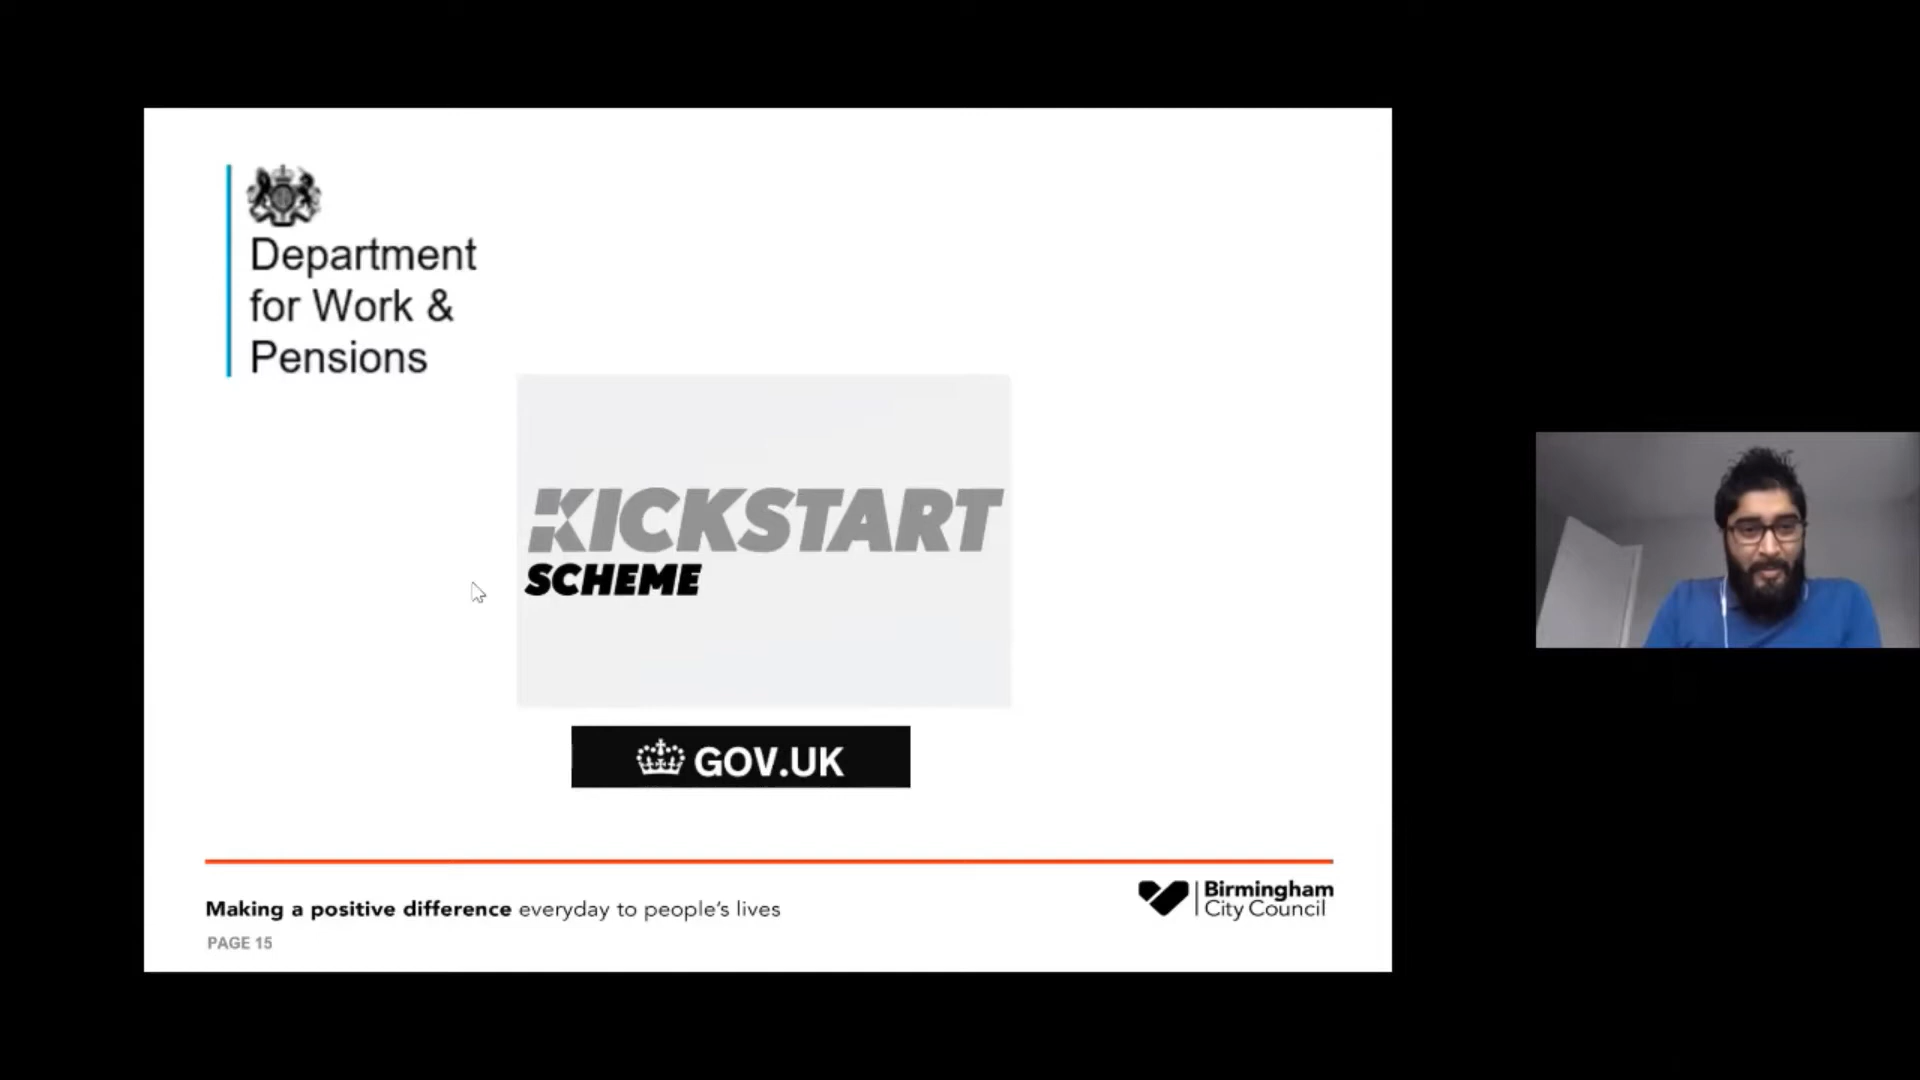 Department
for Work &
Pensions
KICKSTART
SCHEME
GOV.UK
Making a positive difference everyday to people's lives
Birmingham
City Council
PAGE 15